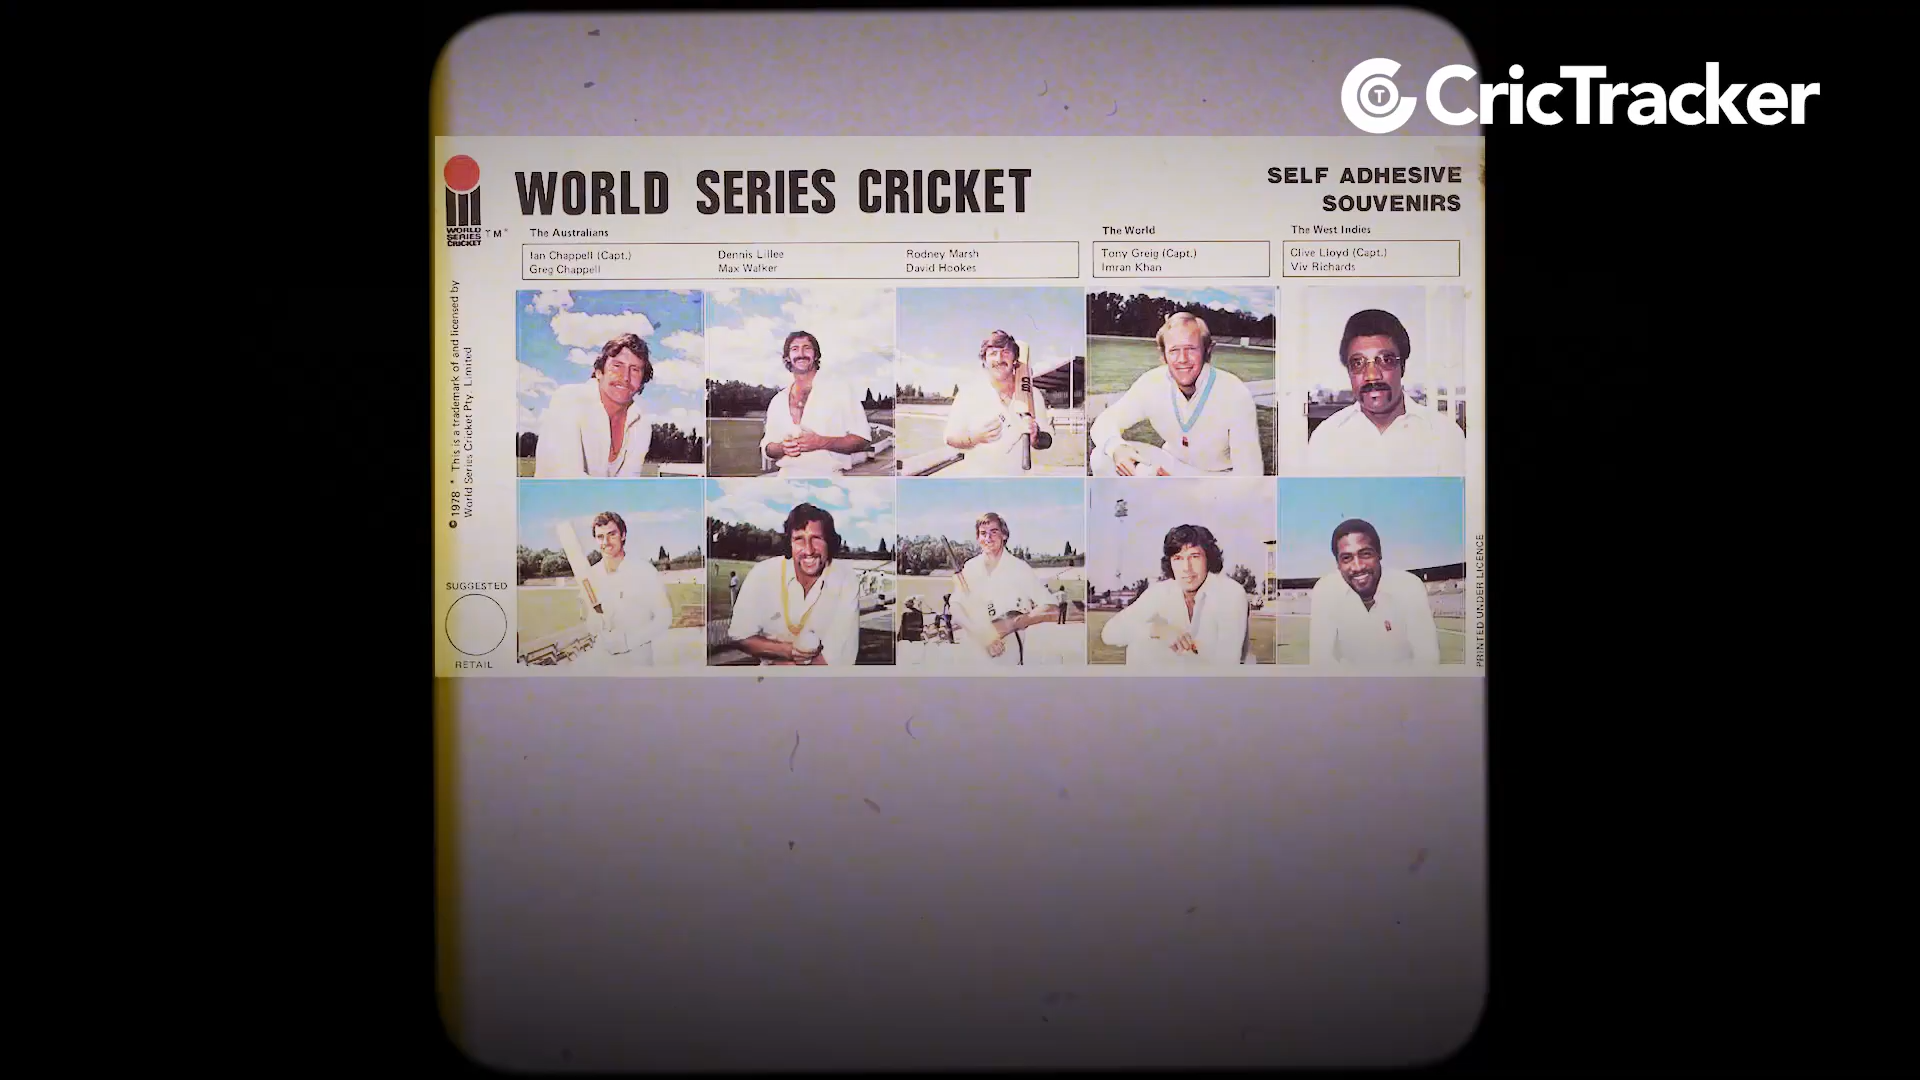 CricTracker
WORLD SERIES CRICKET
SELF ADHESIVE
SOUVENIRS
WORLD
SERIES
CRICKET
TM*
The Australians
The World
The West Indies
Ian Chappell (Capt.)
Dennis Lillee
Rodney Marsh
Tony Greig (Capt.)
Clive Lloyd (Capt.)
Greg Chappell
Max Walker
David Hookes
Imran Khan
Viv Richards
© 1978 * This is a trademark of and licensed by
World Series Cricket Pty. Limited
SUGGESTED
RETAIL
PRINTED UNDER LICENCE